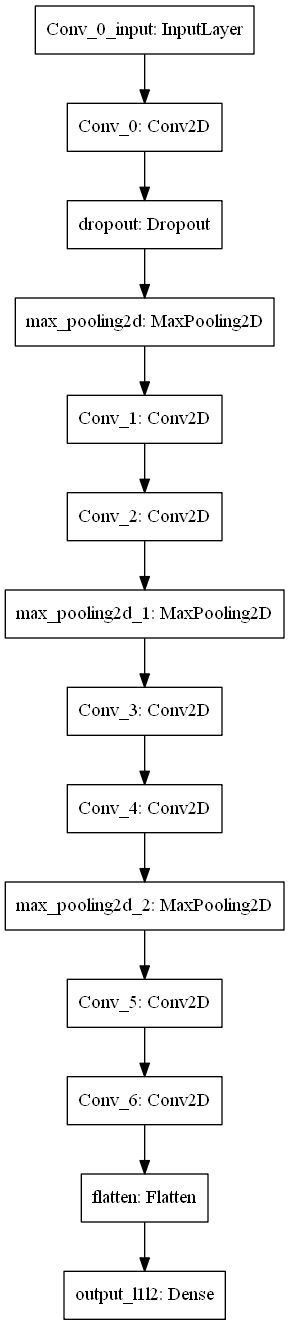 Conv_0_input: InputLayer
Conv_0: Conv2D
dropout: Dropout
max_pooling2d: MaxPooling2D
Conv_1: Conv2D
Conv_2: Conv2D
max_pooling2d_1: MaxPooling2D
Conv_3: Conv2D
Conv_4: Conv2D
max_pooling2d_2: MaxPooling2D
Conv_5: Conv2D
Conv_6: Conv2D
flatten: Flatten
output_l1l2: Dense